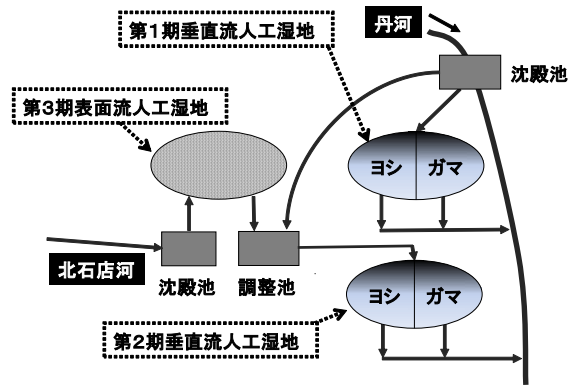 丹河
第1期垂直流人工湿地
沈殿池
第3期表面流人工湿地
ヨシ ガマ
北石店河
沈殿池 調整池
ヨシ ガマ
第2期垂直流人工湿地